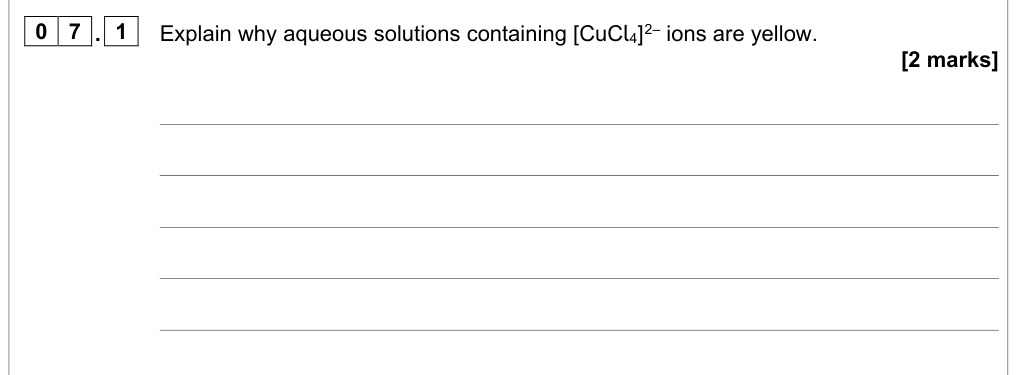 0 7 . 1 Explain why aqueous solutions containing [CuCl₄]²⁻ ions are yellow.
[2 marks]